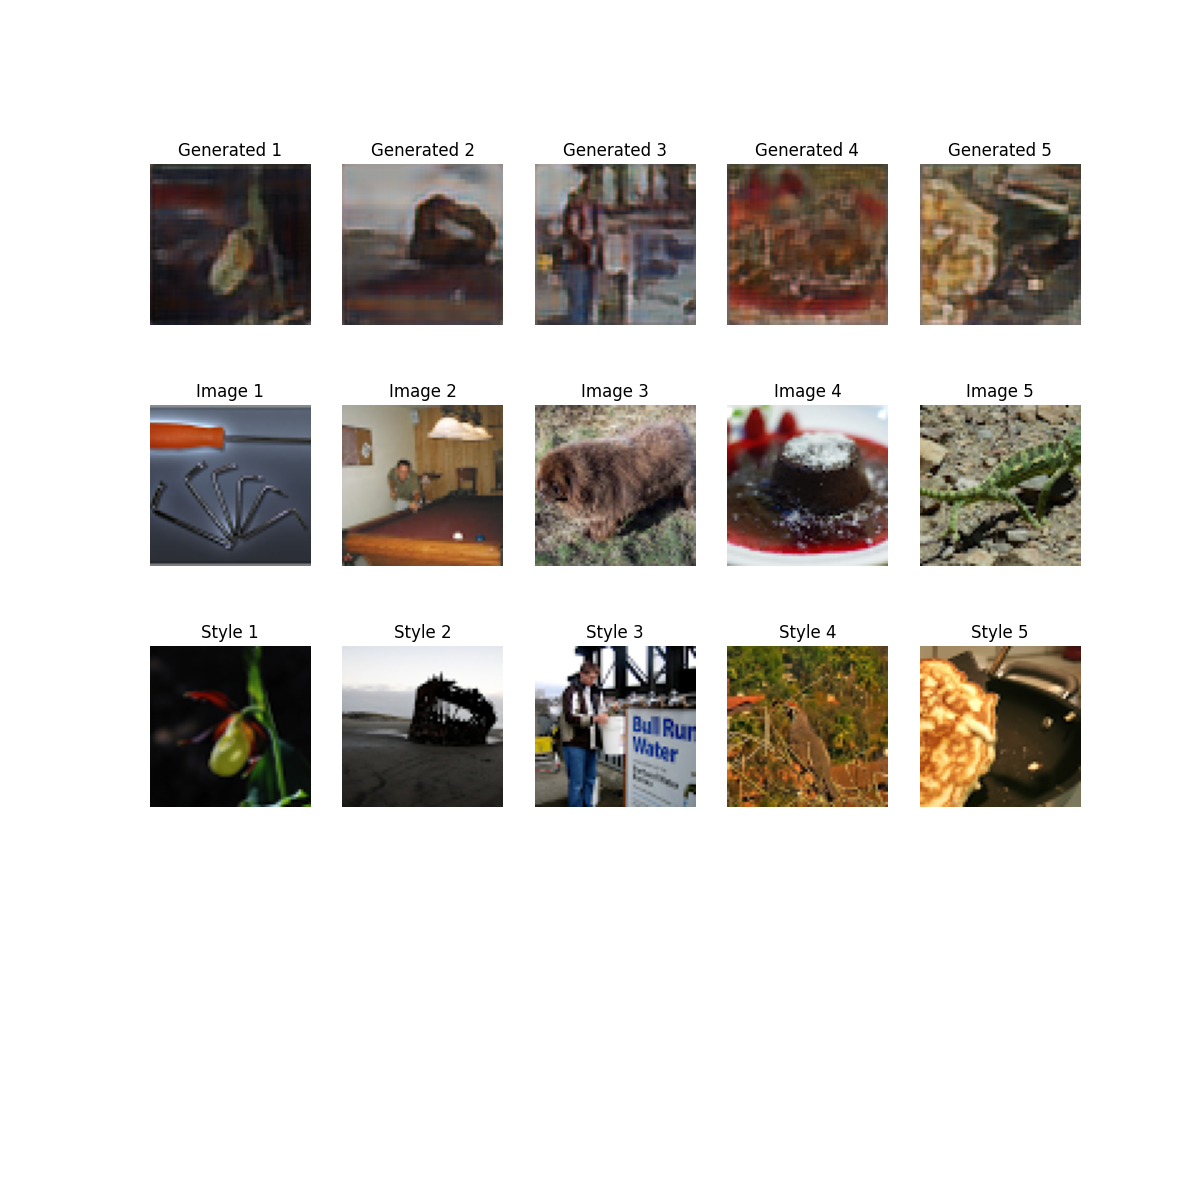 Generated 1
Generated 2
Generated 3
Generated 4
Generated 5
Image 1
Image 2
Image 3
Image 4
Image 5
Style 1
Style 2
Style 3
Style 4
Style 5
Bull Run
Water